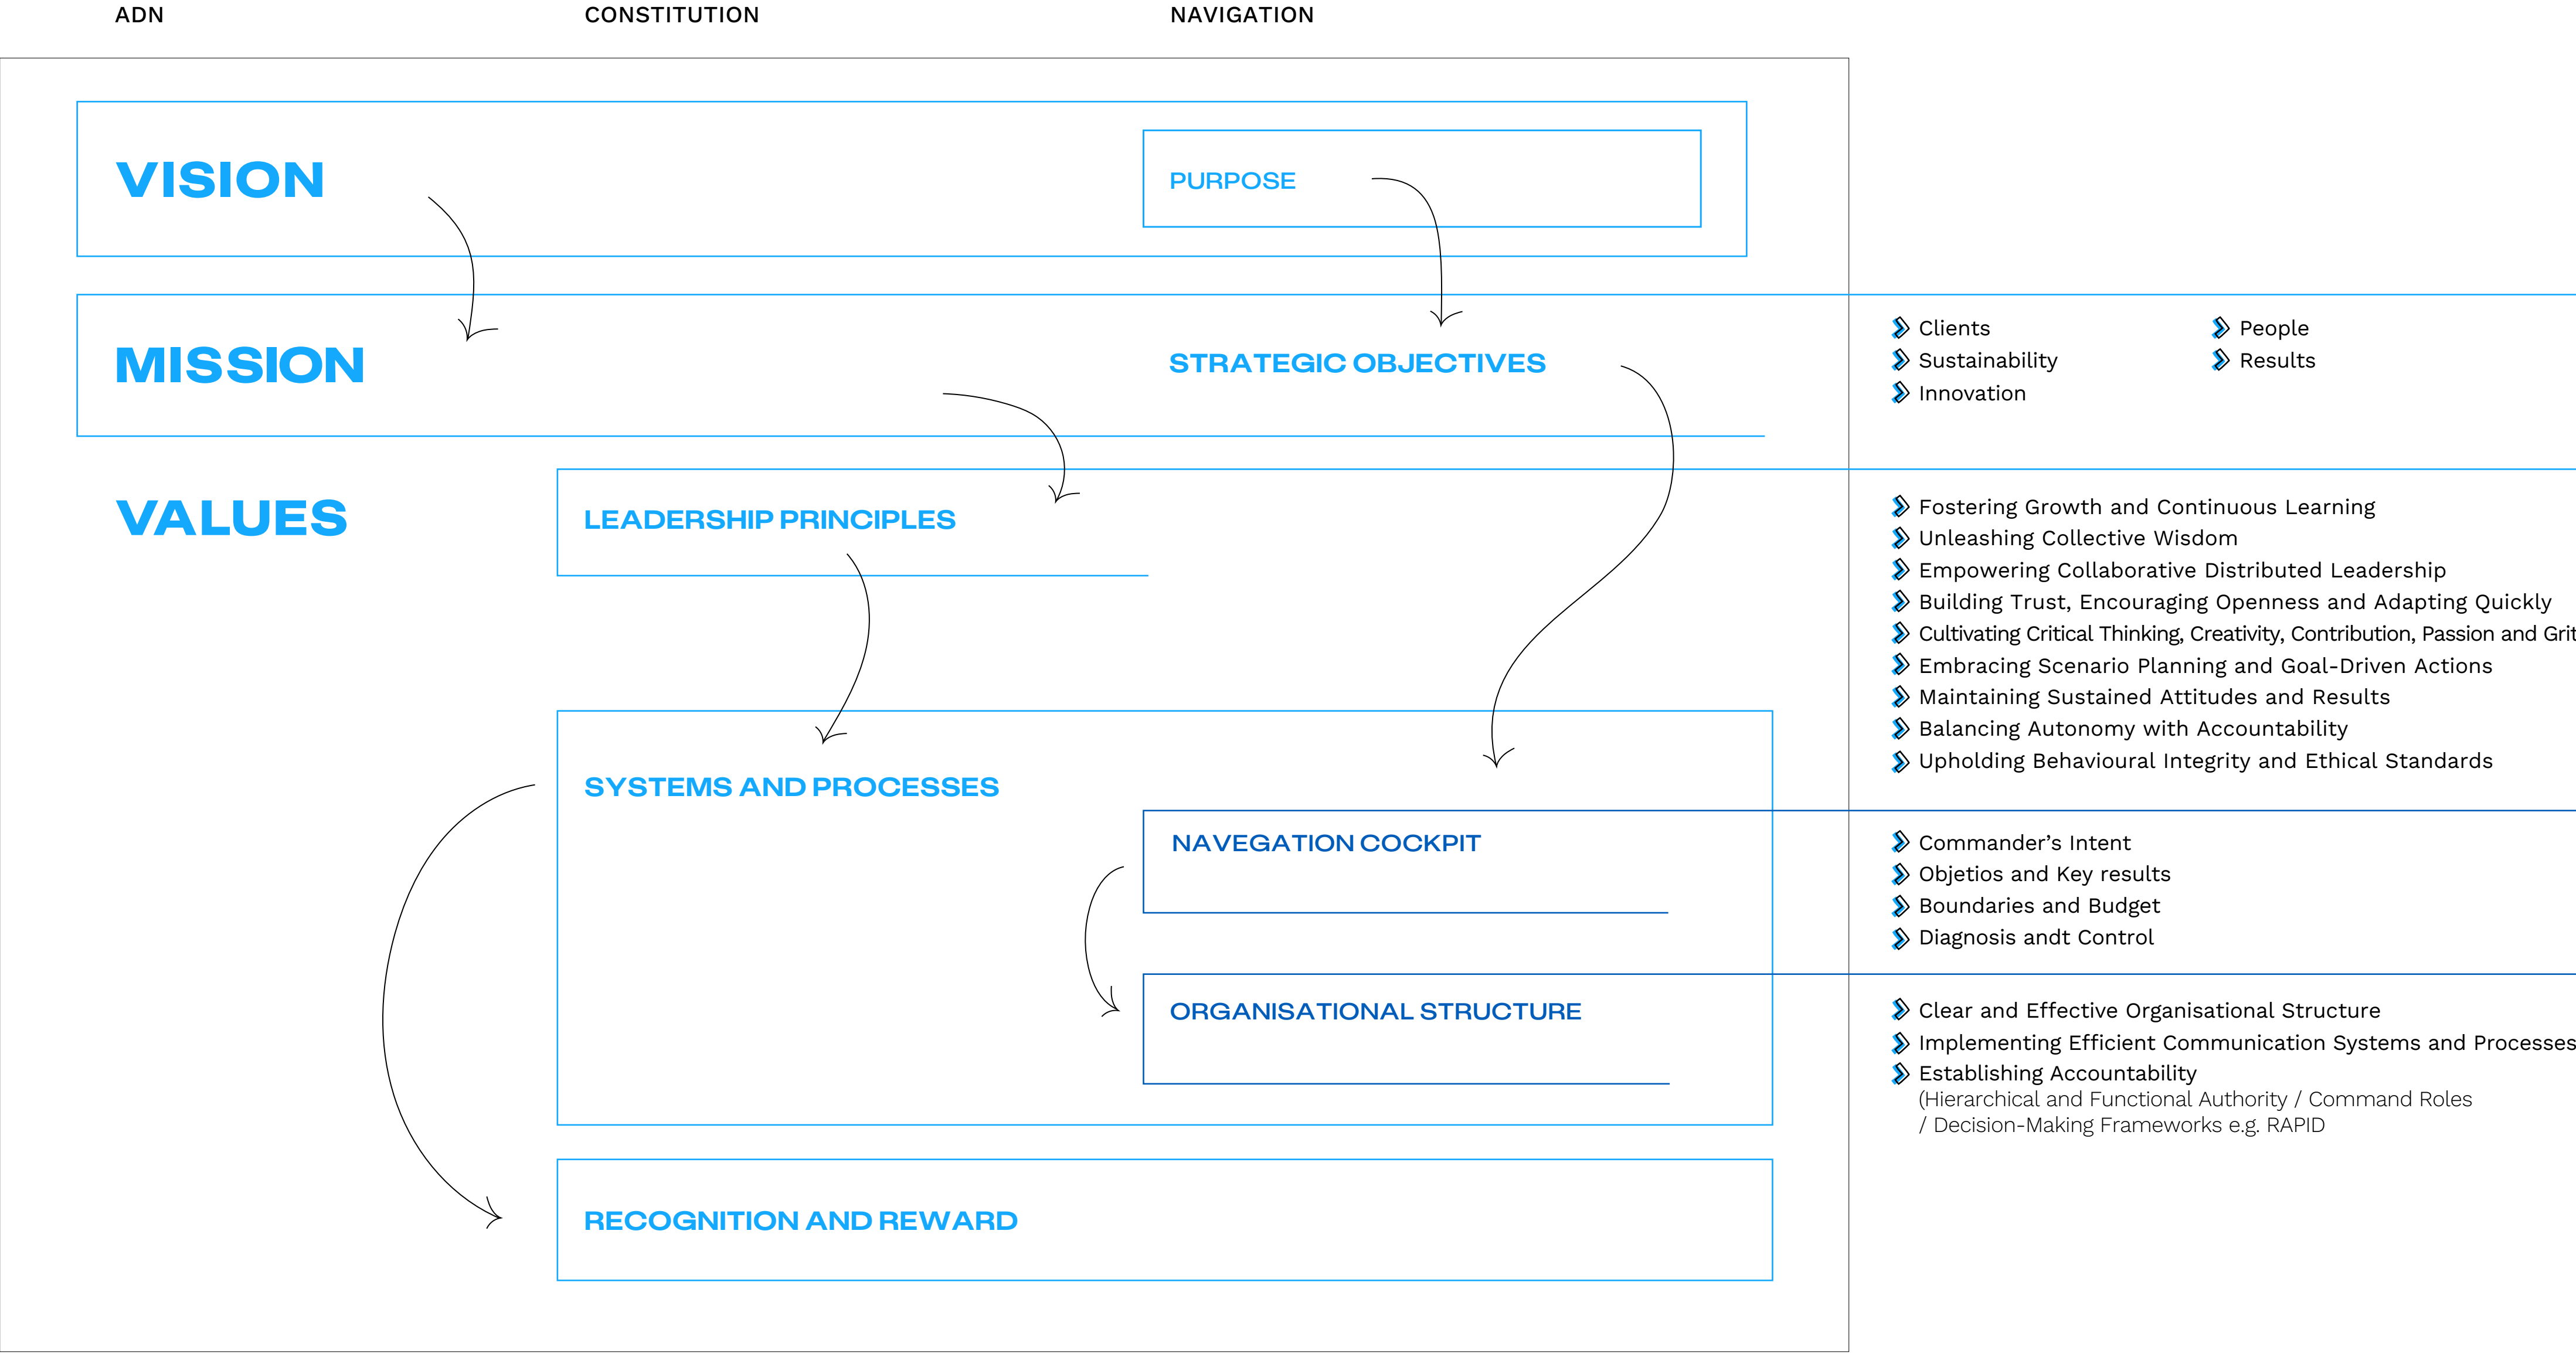 ADN
CONSTITUTION
NAVIGATION
VISION
PURPOSE
MISSION
STRATEGIC OBJECTIVES
Clients
Sustainability
Innovation
People
Results
VALUES
LEADERSHIP PRINCIPLES
Fostering Growth and Continuous Learning
Unleashing Collective Wisdom
Empowering Collaborative Distributed Leadership
Building Trust, Encouraging Openness and Adapting Quickly
Cultivating Critical Thinking, Creativity, Contribution, Passion and Grit
Embracing Scenario Planning and Goal-Driven Actions
Maintaining Sustained Attitudes and Results
Balancing Autonomy with Accountability
Upholding Behavioural Integrity and Ethical Standards
SYSTEMS AND PROCESSES
NAVEGATION COCKPIT
Commander’s Intent
Objetios and Key results
Boundaries and Budget
Diagnosis andt Control
ORGANISATIONAL STRUCTURE
Clear and Effective Organisational Structure
Implementing Efficient Communication Systems and Processes
Establishing Accountability
(Hierarchical and Functional Authority / Command Roles
/ Decision-Making Frameworks e.g. RAPID
RECOGNITION AND REWARD